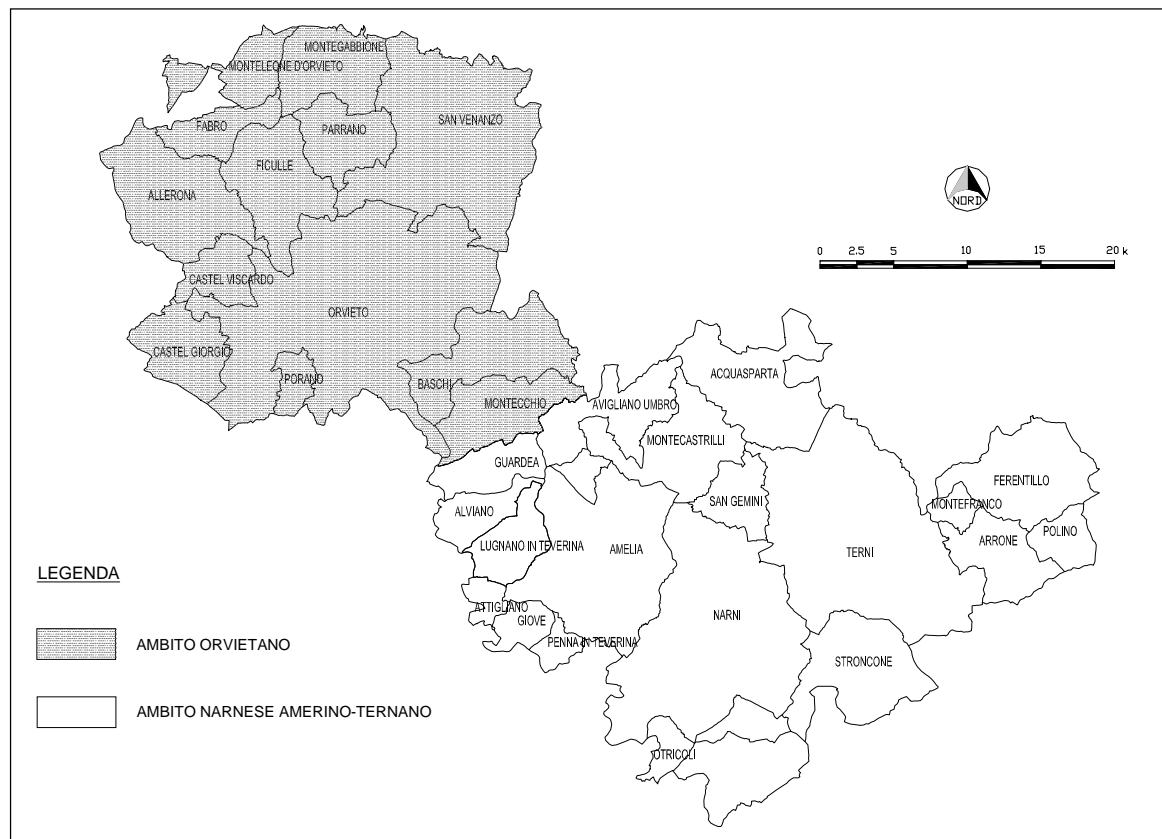 MONTEGABBIONE
MONTELEONE D'ORVIETO
SAN VENANZO
FABRO
PARRANO
FICULLE
ALLERONA
NORD
0 2.5 5 10 15 20 k
CASTEL VISCARDO
ORVIETO
CASTEL GIORGIO
PORANO
BASCHI
MONTECCHIO
ACQUASPARTA
AVIGLIANO UMBRO
MONTECASTRILLI
GUARDEA
FERENTILLO
SAN GEMINI
MONTEFRANCO
ALVIANO
POLINO
ARRONE
LUGNANO IN TEVERINA
AMELIA
TERNI
LEGENDA
ATTIGLIANO
GIOVE
NARNI
PENNA IN TEVERINA
AMBITO ORVIETANO
STRONCONE
AMBITO NARNESE AMERINO-TERNANO
OTRICOLI